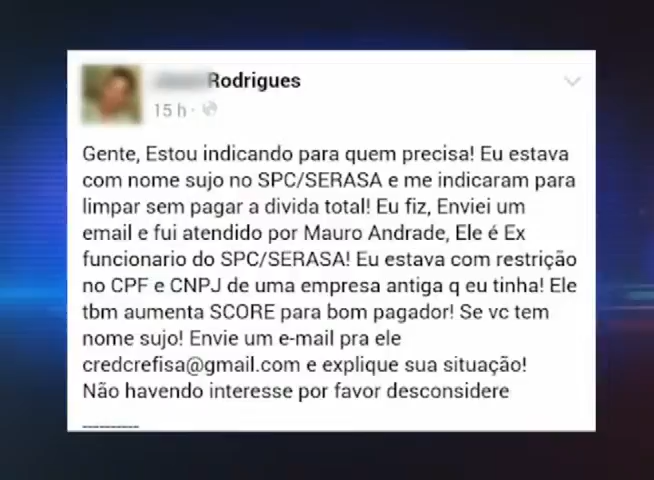 Rodrigues
15 h ·
Gente, Estou indicando para quem precisa! Eu estava
com nome sujo no SPC/SERASA e me indicaram para
limpar sem pagar a divida total! Eu fiz, Enviei um
email e fui atendido por Mauro Andrade, Ele é Ex
funcionario do SPC/SERASA! Eu estava com restrição
no CPF e CNPJ de uma empresa antiga q eu tinha! Ele
tbm aumenta SCORE para bom pagador! Se vc tem
nome sujo! Envie um e-mail pra ele
credcrefisa@gmail.com e explique sua situação!
Não havendo interesse por favor desconsidere